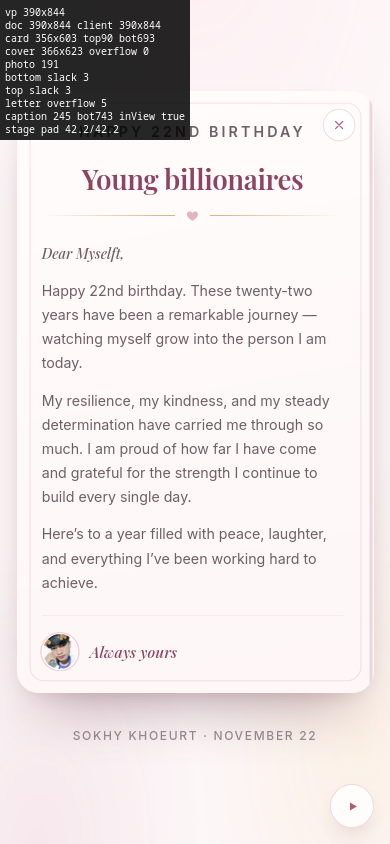 vp 390x844
doc 390x844 client 390x844
card 356x603 top90 bot693
cover 366x623 overflow 0
photo 191
bottom slack 3
top slack 3
letter overflow 5
caption 245 bot743 inView true
stage pad 42.2/42.2
HAPPY 22ND BIRTHDAY
Young billionaires
Dear Myselft,
Happy 22nd birthday. These twenty-two
years have been a remarkable journey —
watching myself grow into the person I am
today.
My resilience, my kindness, and my steady
determination have carried me through so
much. I am proud of how far I have come
and grateful for the strength I continue to
build every single day.
Here’s to a year filled with peace, laughter,
and everything I’ve been working hard to
achieve.
Always yours
SOKHY KHOEURT · NOVEMBER 22